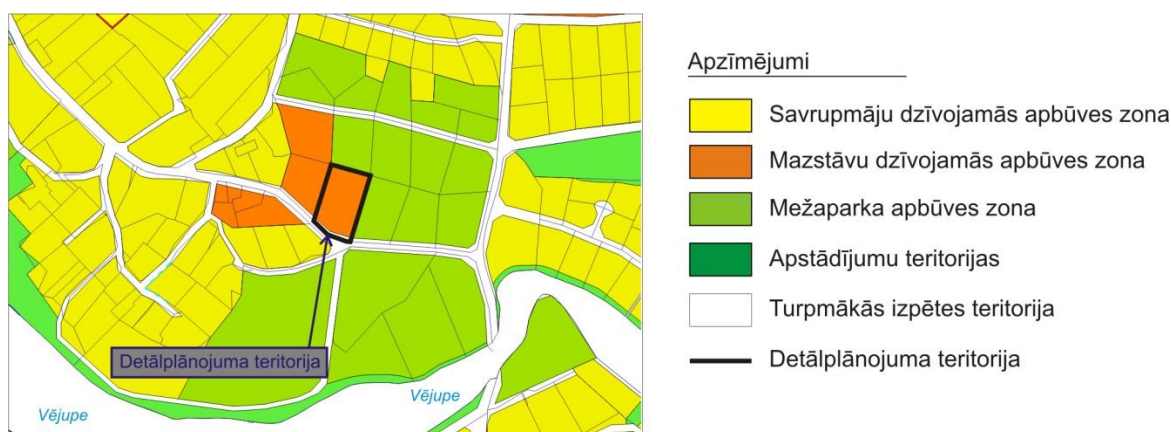 Detālplānojuma teritorija
Vējupe
Vējupe
Apzīmējumi
Savrupmāju dzīvojamās apbūves zona
Mazstāvu dzīvojamās apbūves zona
Mežaparka apbūves zona
Apstādījumu teritorijas
Turpmākās izpētes teritorija
Detālplānojuma teritorija